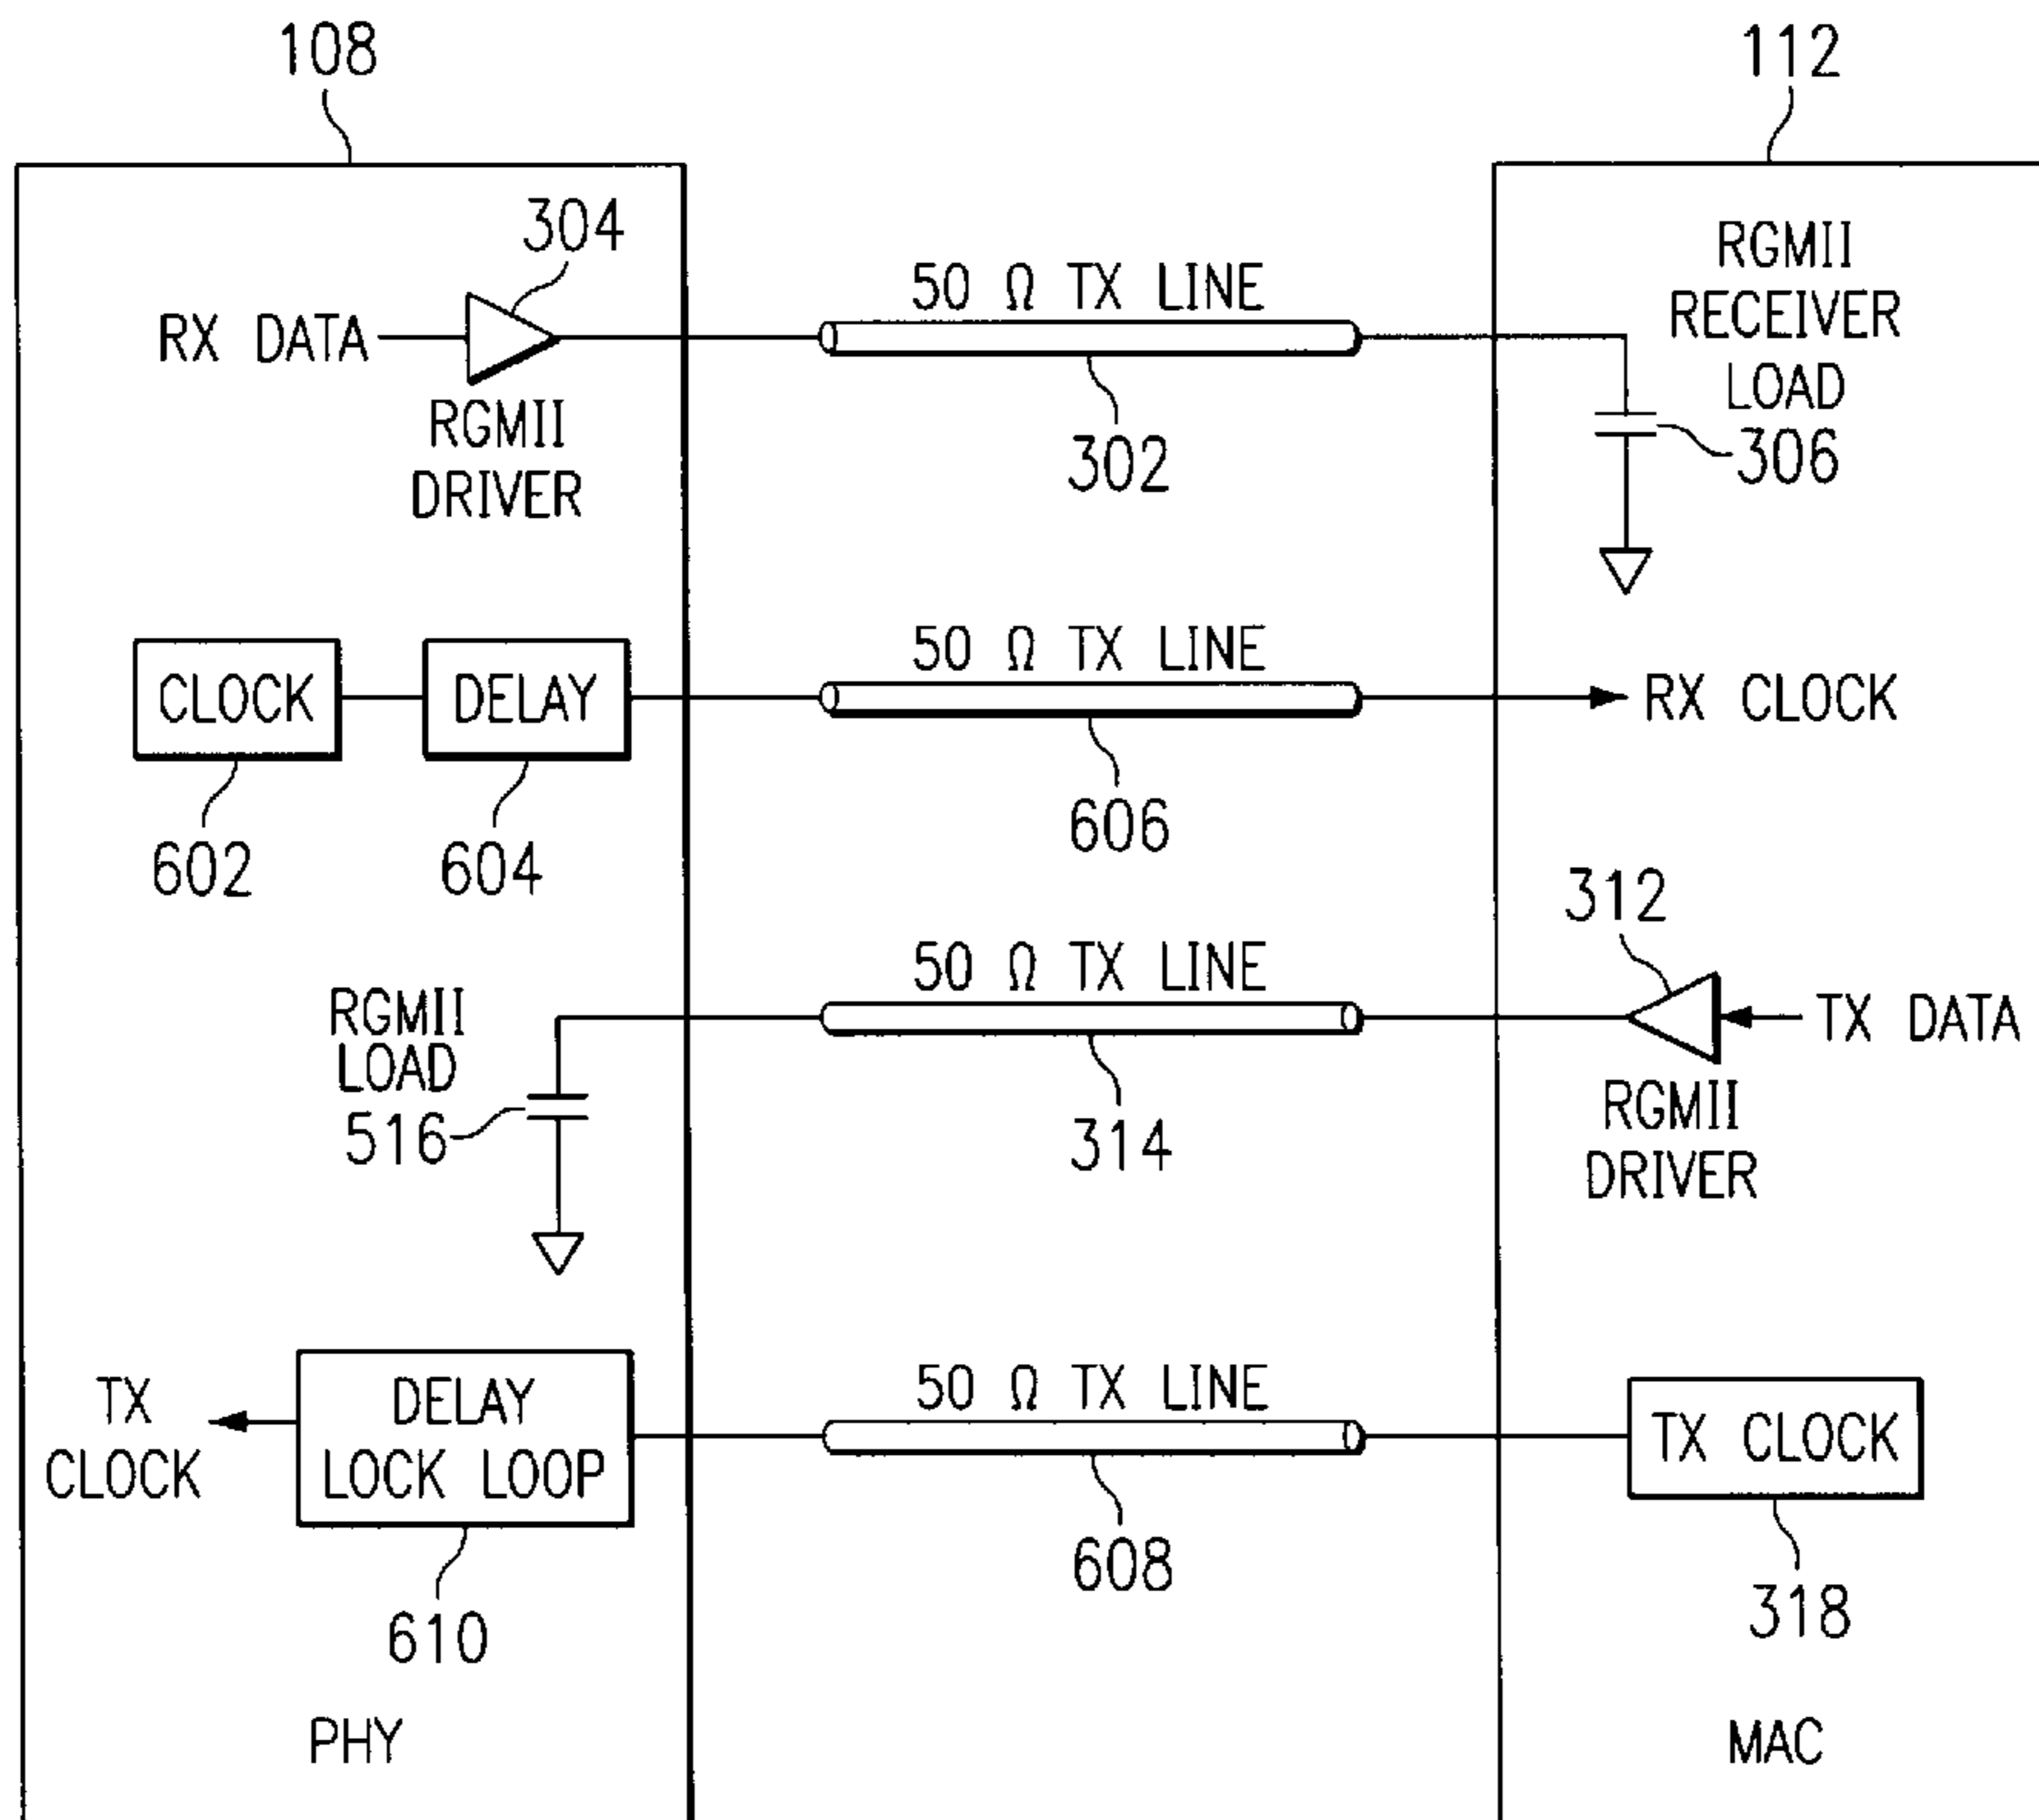 108
112
304
RX DATA
RGMII
DRIVER
50 Ω TX LINE
302
RGMII
RECEIVER
LOAD
306
CLOCK
DELAY
50 Ω TX LINE
RX CLOCK
602
604
606
312
RGMII
LOAD
516
50 Ω TX LINE
314
TX DATA
RGMII
DRIVER
TX
CLOCK
DELAY
LOCK LOOP
50 Ω TX LINE
TX CLOCK
610
608
318
PHY
MAC